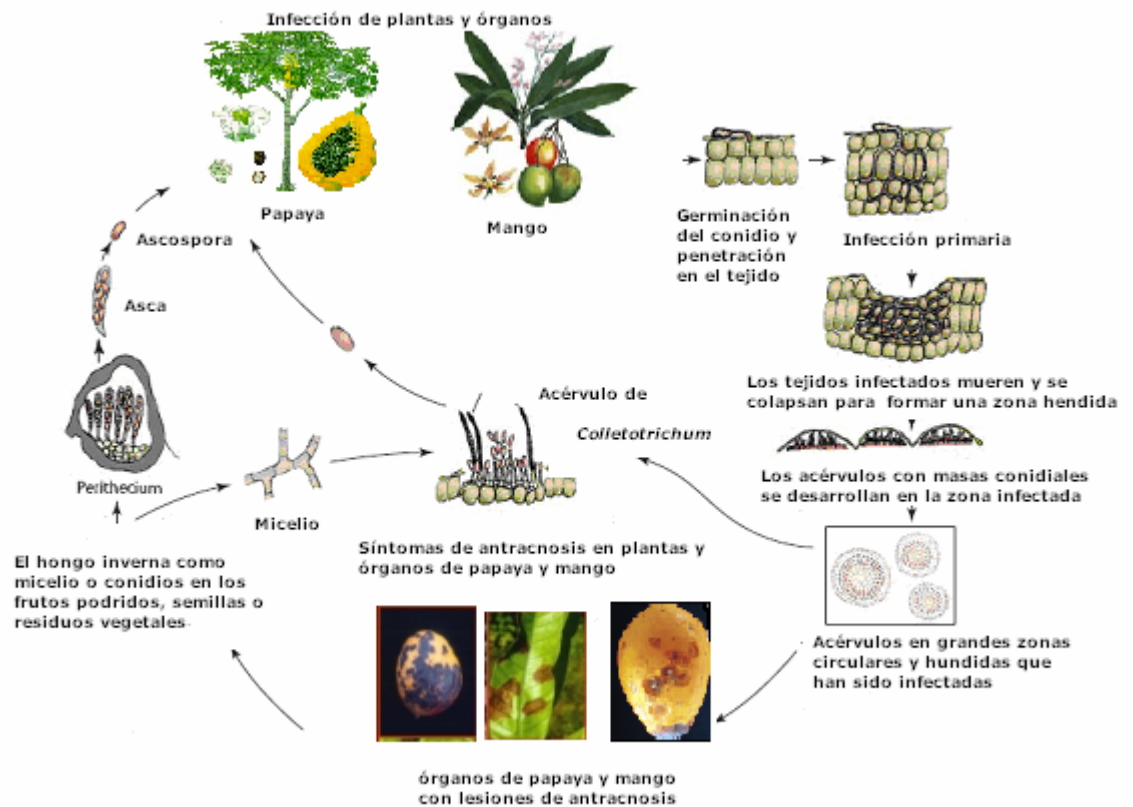 Infección de plantas y órganos
Papaya
Mango
Ascospora
Asca
Perithecium
Micelio
El hongo inverna como
micelio o conidios en los
frutos podridos, semillas o
residuos vegetales
Germinación
del conidio y
penetración
en el tejido
Infección primaria
Los tejidos infectados mueren y se
colapsan para formar una zona hendida
Acérvulo de
Colletotrichum
Los acérvulos con masas conidiales
se desarrollan en la zona infectada
Síntomas de antracnosis en plantas y
órganos de papaya y mango
Acérvulos en grandes zonas
circulares y hundidas que
han sido infectadas
órganos de papaya y mango
con lesiones de antracnosis